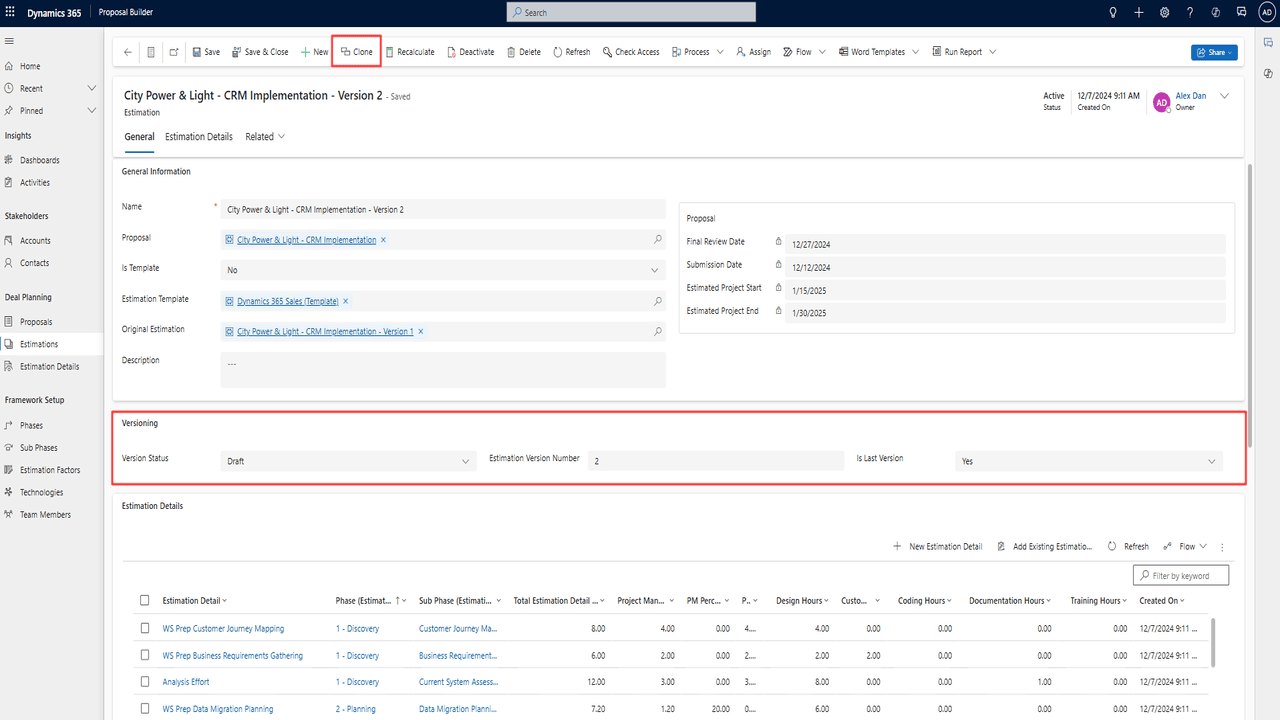 Dynamics 365 Proposal Builder Search AD
Save Save & Close New Clone Recalculate Deactivate Delete Refresh Check Access Process Assign Flow Word Templates Run Report Share
Home
Recent
Pinned
Insights
Dashboards
Activities
Stakeholders
Accounts
Contacts
Deal Planning
Proposals
Estimations
Estimation Details
Framework Setup
Phases
Sub Phases
Estimation Factors
Technologies
Team Members
City Power & Light - CRM Implementation - Version 2 - Saved
Estimation
Active
Status
12/7/2024 9:11 AM
Created On
AD
Alex Dan
Owner
General Estimation Details Related
General Information
Name * City Power & Light - CRM Implementation - Version 2
Proposal City Power & Light - CRM Implementation
Is Template No
Estimation Template Dynamics 365 Sales (Template)
Original Estimation City Power & Light - CRM Implementation - Version 1
Description ---
Proposal
Final Review Date 12/27/2024
Submission Date 12/12/2024
Estimated Project Start 1/15/2025
Estimated Project End 1/30/2025
Versioning
Version Status Draft Estimation Version Number 2 Is Last Version Yes
Estimation Details
New Estimation Detail Add Existing Estimatio... Refresh Flow
Filter by keyword
Estimation Detail Phase (Estimat... Sub Phase (Estimati... Total Estimation Detail ... Project Man... PM Perc... P.. Design Hours Custo... Coding Hours Documentation Hours Training Hours Created On
WS Prep Customer Journey Mapping 1 - Discovery Customer Journey Ma... 8.00 4.00 0.00 4.... 4.00 0.00 0.00 0.00 0.00 12/7/2024 9:11 ...
WS Prep Business Requirements Gathering 1 - Discovery Business Requirement... 6.00 2.00 0.00 2.... 2.00 2.00 0.00 0.00 0.00 12/7/2024 9:11 ...
Analysis Effort 1 - Discovery Current System Assess... 12.00 3.00 0.00 3.... 8.00 0.00 0.00 1.00 0.00 12/7/2024 9:11 ...
WS Prep Data Migration Planning 2 - Planning Data Migration Planni... 7.20 1.20 20.00 0.... 6.00 0.00 0.00 0.00 0.00 12/7/2024 9:11 ...